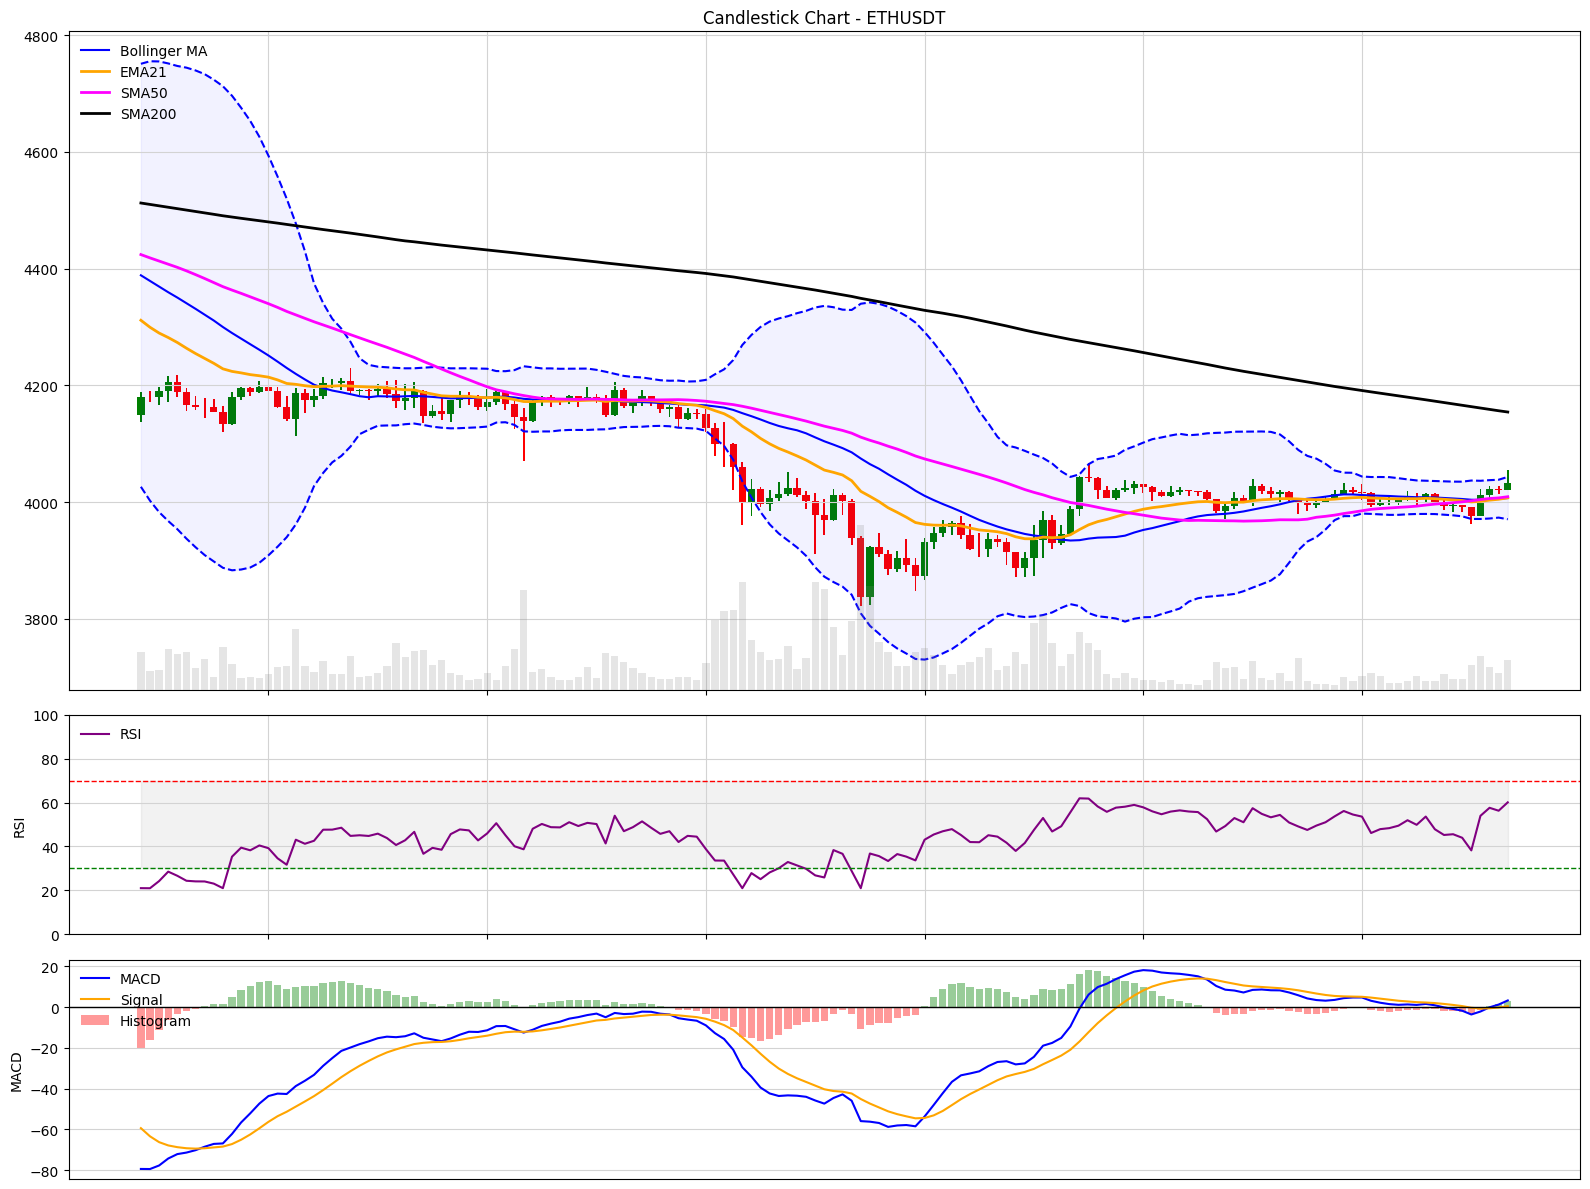 Candlestick Chart - ETHUSDT
4800
4600
4400
4200
4000
3800
Bollinger MA
EMA21
SMA50
SMA200
100
80
60
40
20
0
RSI
RSI
20
0
−20
−40
−60
−80
MACD
MACD
Signal
Histogram